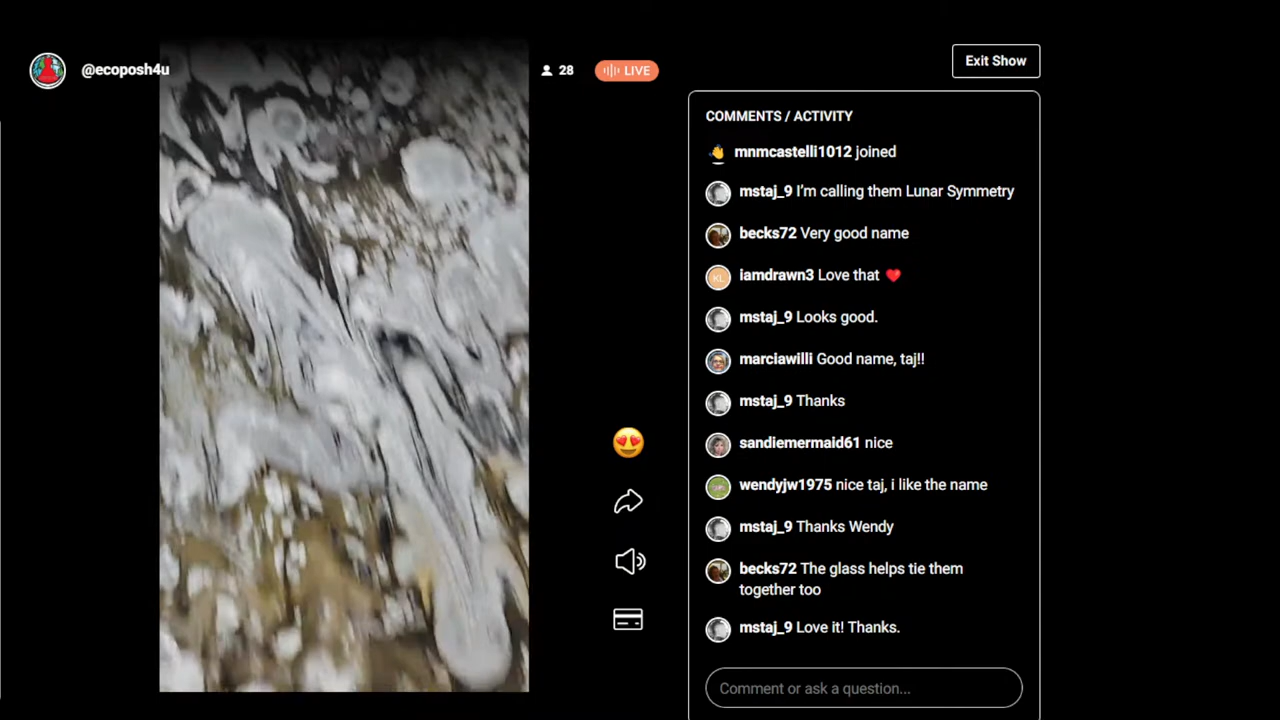 @ecoposh4u
28
LIVE
Exit Show
COMMENTS / ACTIVITY
mnmcastelli1012 joined
mstaj_9 I’m calling them Lunar Symmetry
becks72 Very good name
KL
iamdrawn3 Love that ❤️
mstaj_9 Looks good.
marciawilli Good name, taj!!
mstaj_9 Thanks
sandiemermaid61 nice
wendyjw1975 nice taj, i like the name
mstaj_9 Thanks Wendy
becks72 The glass helps tie them
together too
mstaj_9 Love it! Thanks.
Comment or ask a question...